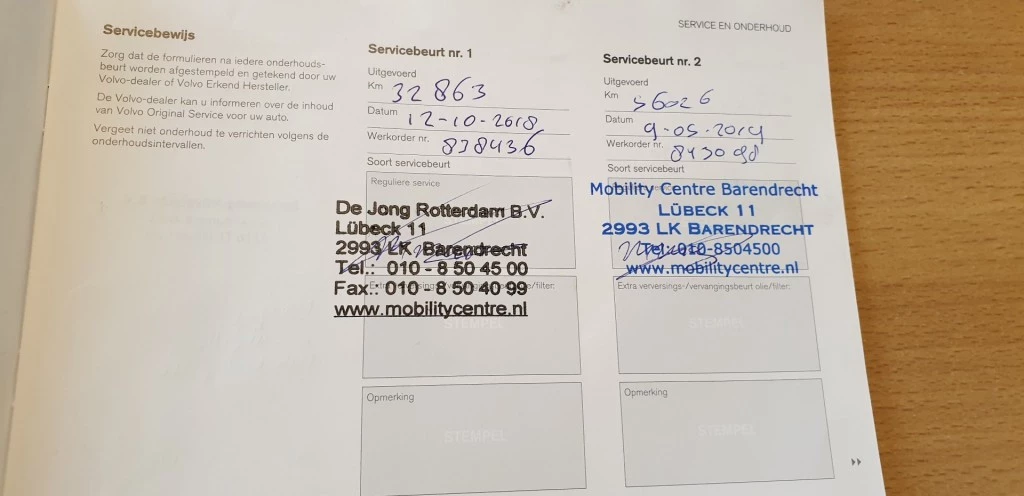 SERVICE EN ONDERHOUD
Servicebewijs
Zorg dat de formulieren na iedere onderhouds-
beurt worden afgestempeld en getekend door uw
Volvo-dealer of Volvo Erkend Hersteller.
De Volvo-dealer kan u informeren over de inhoud
van Volvo Original Service voor uw auto.
Vergeet niet onderhoud te verrichten volgens de
onderhoudsintervallen.
Servicebeurt nr. 1
Uitgevoerd
Km 32 863
Datum 12-10-2018
Werkorder nr. 838436
Soort servicebeurt
Reguliere service
De Jong Rotterdam B.V.
Lübeck 11
2993 LK Barendrecht
Tel.: 010 - 8 50 45 00
Fax.: 010 - 8 50 40 99
www.mobilitycentre.nl
STEMPEL
Opmerking
STEMPEL
Servicebeurt nr. 2
Uitgevoerd
Km 56026
Datum 9-05-2019
Werkorder nr. 843098
Soort servicebeurt
Mobility Centre Barendrecht
LÜBECK 11
2993 LK BARENDRECHT
Tel.: 010-8504500
www.mobilitycentre.nl
Extra verversings-/vervangingsbeurt olie/filter:
STEMPEL
Opmerking
STEMPEL